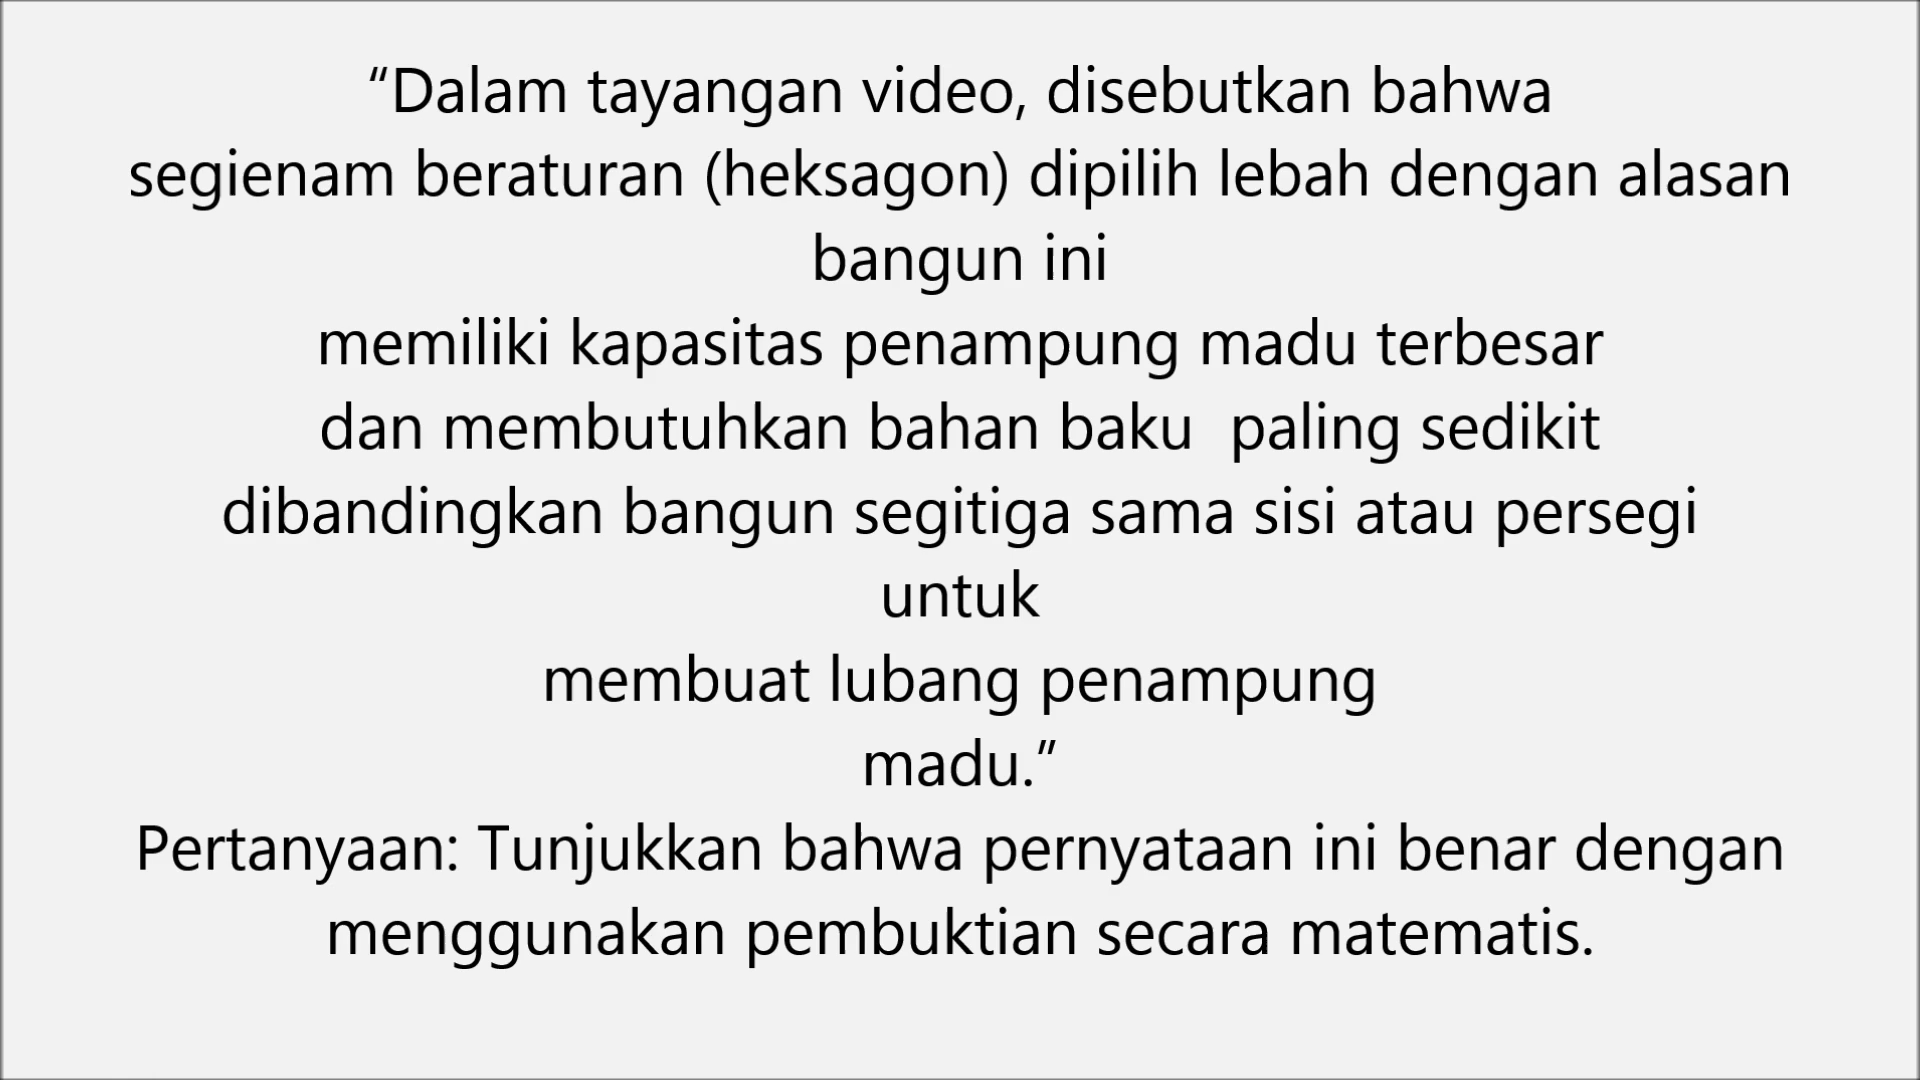 “Dalam tayangan video, disebutkan bahwa
segienam beraturan (heksagon) dipilih lebah dengan alasan
bangun ini
memiliki kapasitas penampung madu terbesar
dan membutuhkan bahan baku  paling sedikit
dibandingkan bangun segitiga sama sisi atau persegi
untuk
membuat lubang penampung
madu.”
Pertanyaan: Tunjukkan bahwa pernyataan ini benar dengan
menggunakan pembuktian secara matematis.